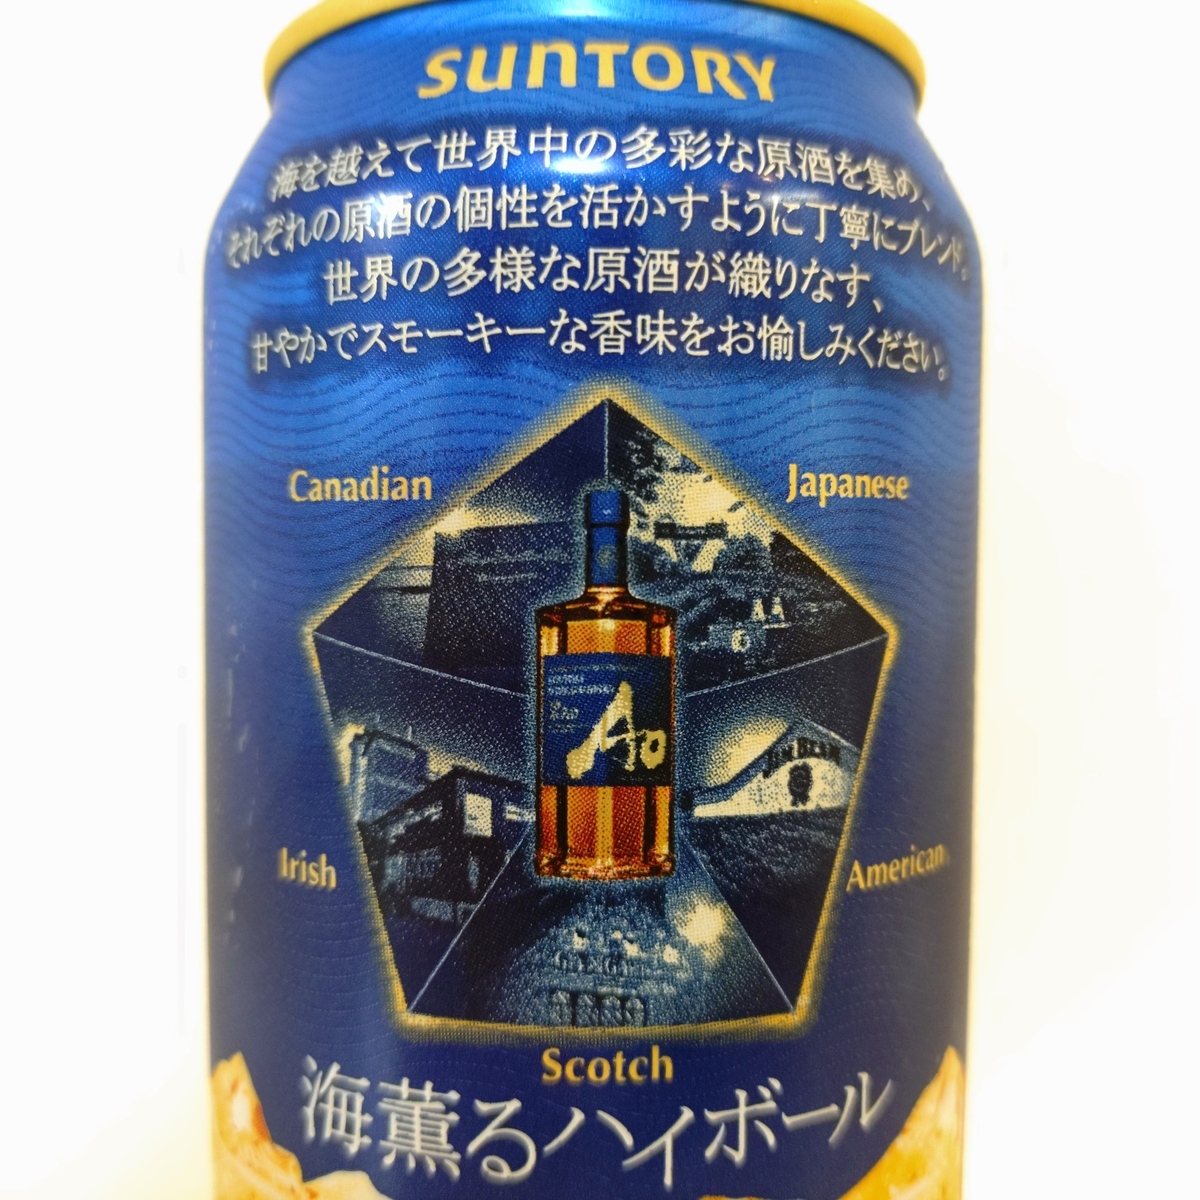 SUNTORY
海を越えて世界中の多彩な原酒を集め、
それぞれの原酒の個性を活かすように丁寧にブレンド。
世界の多様な原酒が織りなす、
甘やかでスモーキーな香味をお愉しみください。
Canadian
Japanese
Ao
JIM BEAM
Irish
American
Scotch
海薫るハイボール